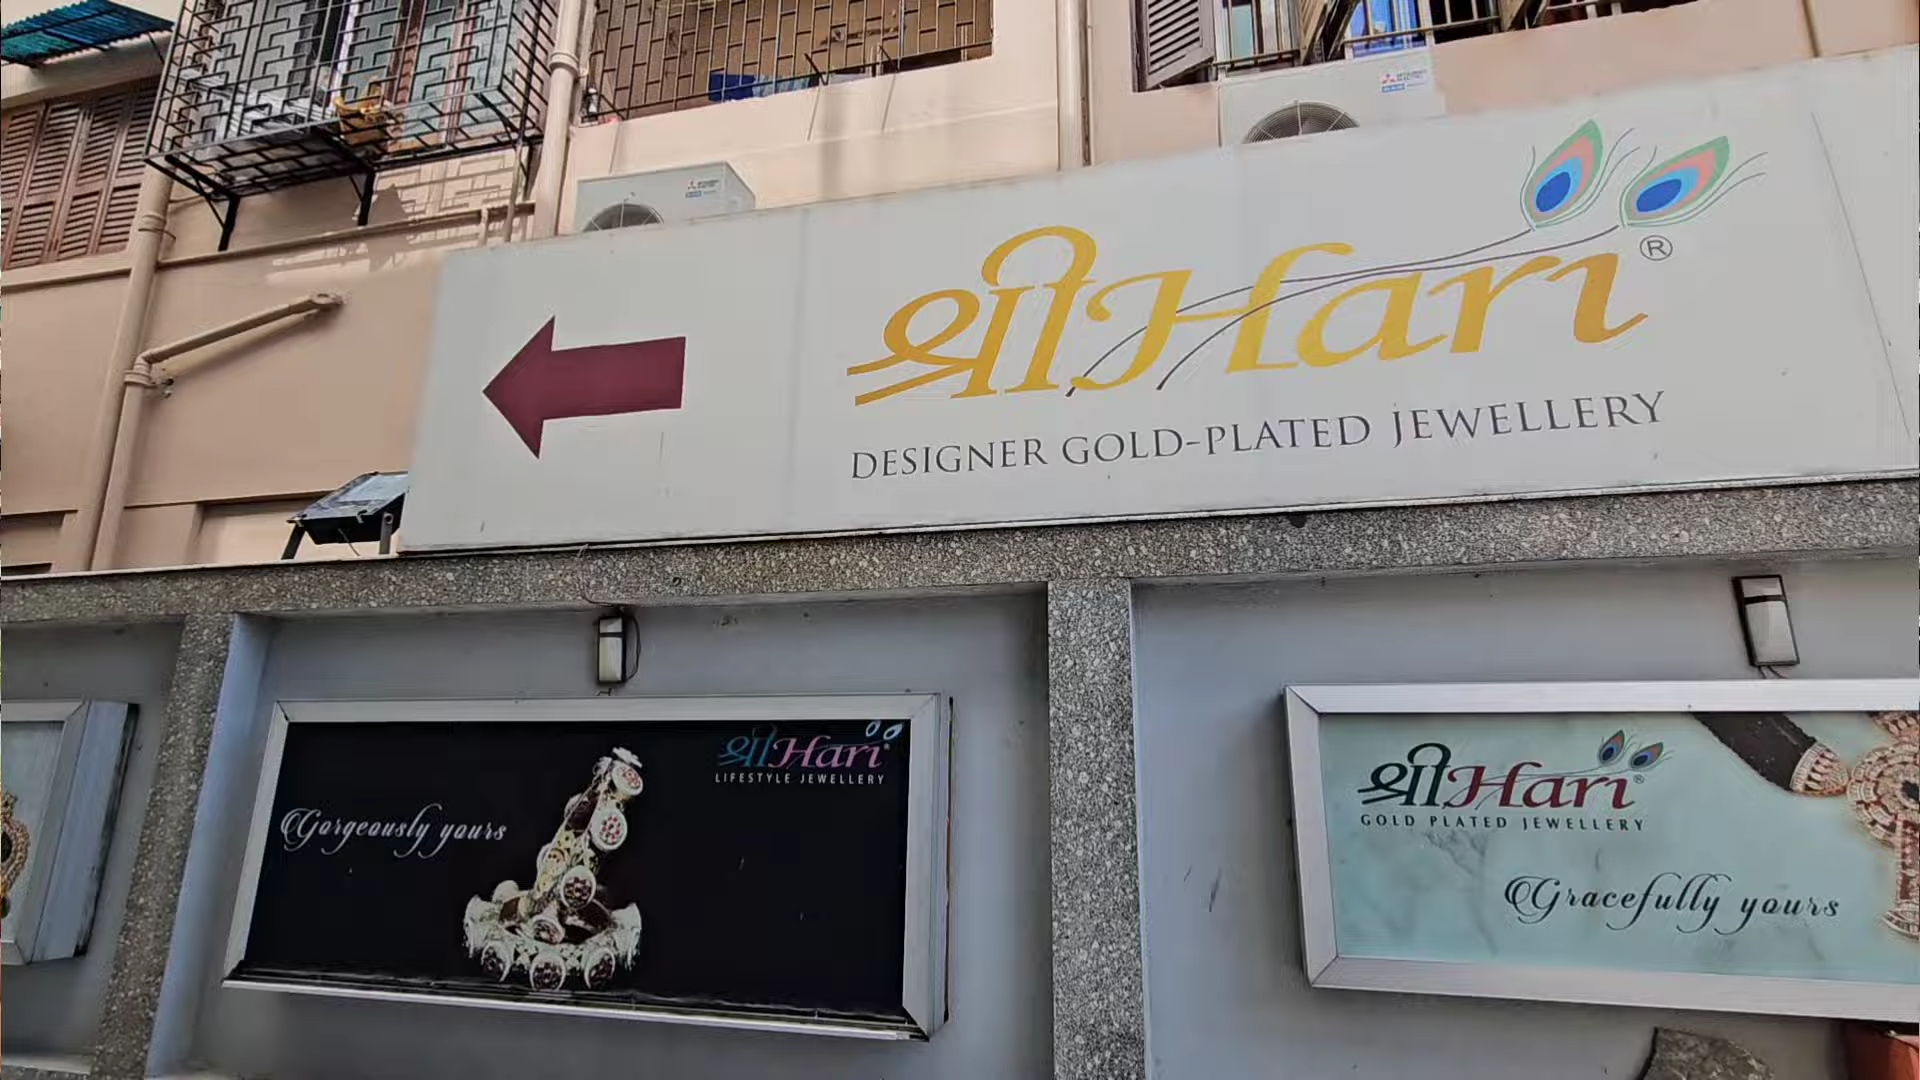 श्रीHari®
DESIGNER GOLD-PLATED JEWELLERY
श्रीHari®
LIFESTYLE JEWELLERY
Gorgeously yours
श्रीHari®
GOLD PLATED JEWELLERY
Gracefully yours